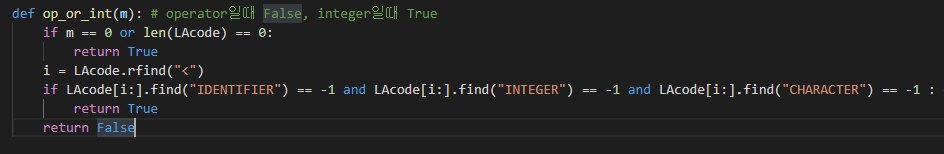 def op_or_int(m): # operator일때 False, integer일때 True
if m == 0 or len(LAcode) == 0:
return True
i = LAcode.rfind("<")
if LAcode[i:].find("IDENTIFIER") == -1 and LAcode[i:].find("INTEGER") == -1 and LAcode[i:].find("CHARACTER") == -1 :
return True
return False